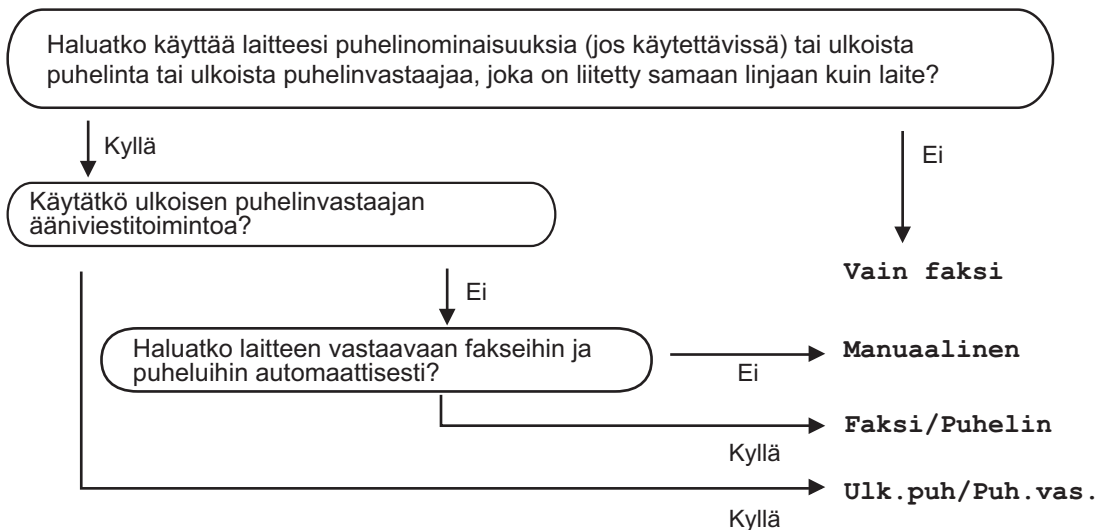 Haluatko käyttää laitteesi puhelinominaisuuksia (jos käytettävissä) tai ulkoista
puhelinta tai ulkoista puhelinvastaajaa, joka on liitetty samaan linjaan kuin laite?
Kyllä
Ei
Käytätkö ulkoisen puhelinvastaajan
ääniviestitoimintoa?
Vain faksi
Ei
Haluatko laitteen vastaavaan fakseihin ja
puheluihin automaattisesti?
Ei
Manuaalinen
Kyllä
Faksi/Puhelin
Kyllä
Ulk.puh/Puh.vas.